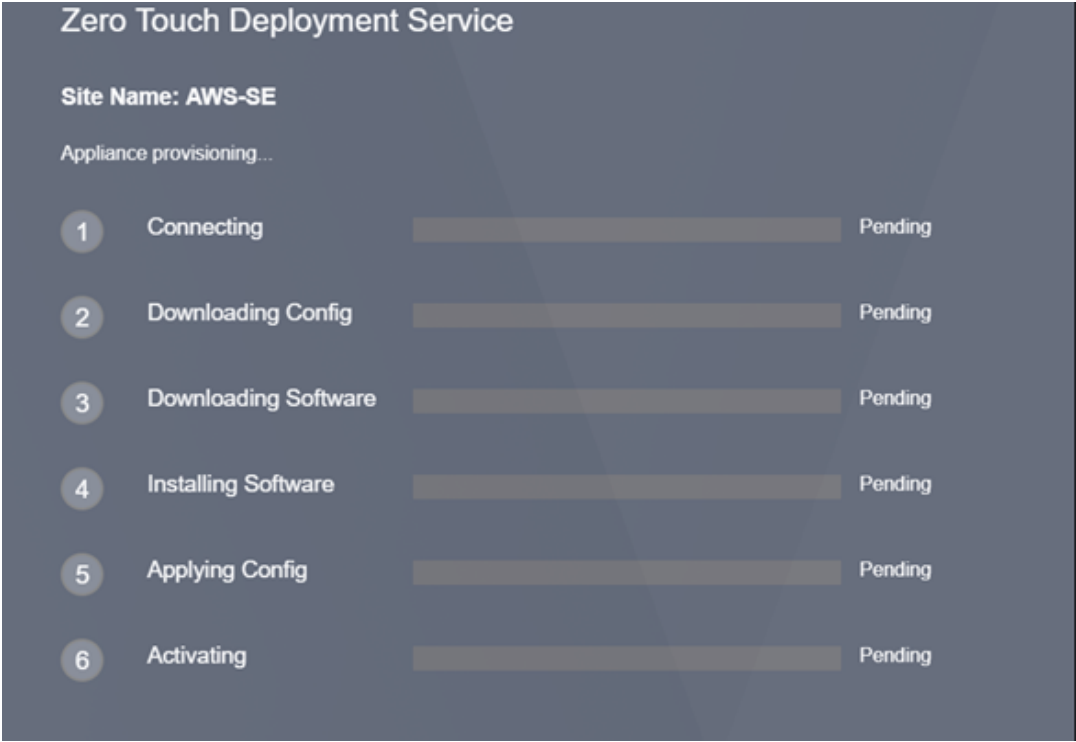 Zero Touch Deployment Service
Site Name: AWS-SE
Appliance provisioning...
1 Connecting Pending
2 Downloading Config Pending
3 Downloading Software Pending
4 Installing Software Pending
5 Applying Config Pending
6 Activating Pending